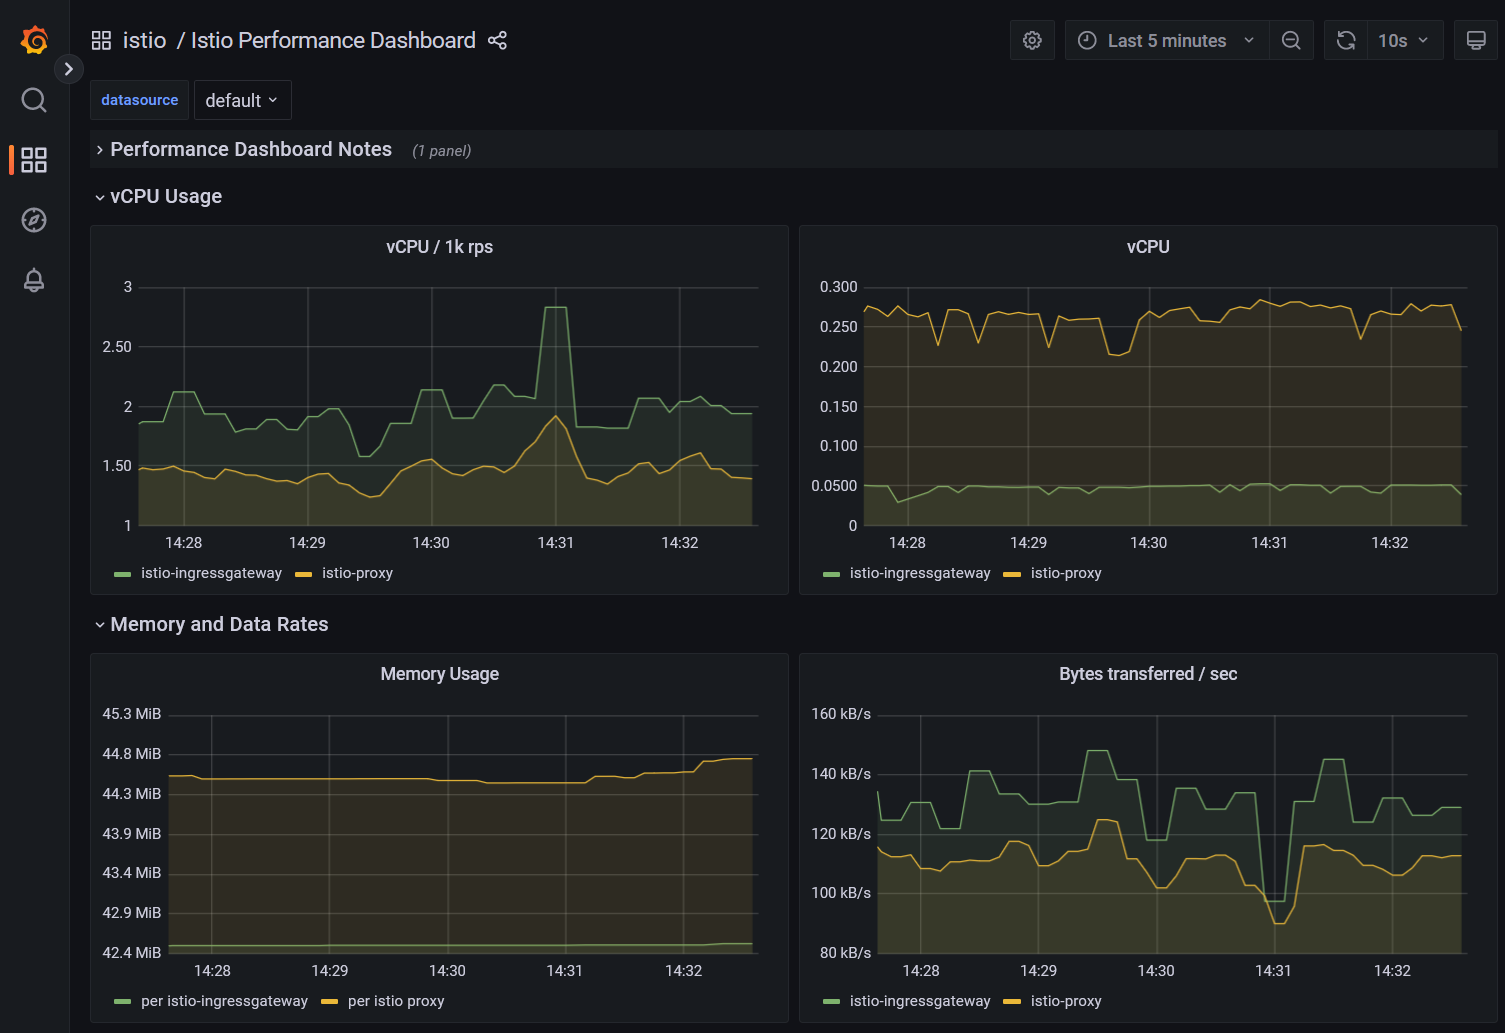 istio / Istio Performance Dashboard
Last 5 minutes
10s
datasource
default
Performance Dashboard Notes (1 panel)
vCPU Usage
vCPU / 1k rps
3
2.50
2
1.50
1
14:28 14:29 14:30 14:31 14:32
istio-ingressgateway istio-proxy
vCPU
0.300
0.250
0.200
0.150
0.100
0.0500
0
14:28 14:29 14:30 14:31 14:32
istio-ingressgateway istio-proxy
Memory and Data Rates
Memory Usage
45.3 MiB
44.8 MiB
44.3 MiB
43.9 MiB
43.4 MiB
42.9 MiB
42.4 MiB
14:28 14:29 14:30 14:31 14:32
per istio-ingressgateway per istio proxy
Bytes transferred / sec
160 kB/s
140 kB/s
120 kB/s
100 kB/s
80 kB/s
14:28 14:29 14:30 14:31 14:32
istio-ingressgateway istio-proxy